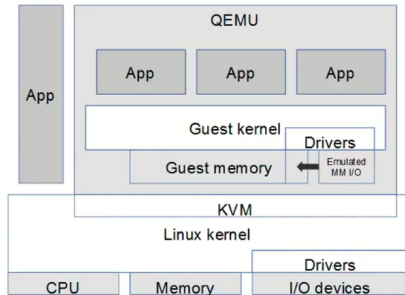 QEMU
App
App
App
App
Guest kernel
Drivers
Guest memory
Emulated
MM I/O
KVM
Linux kernel
Drivers
CPU
Memory
I/O devices